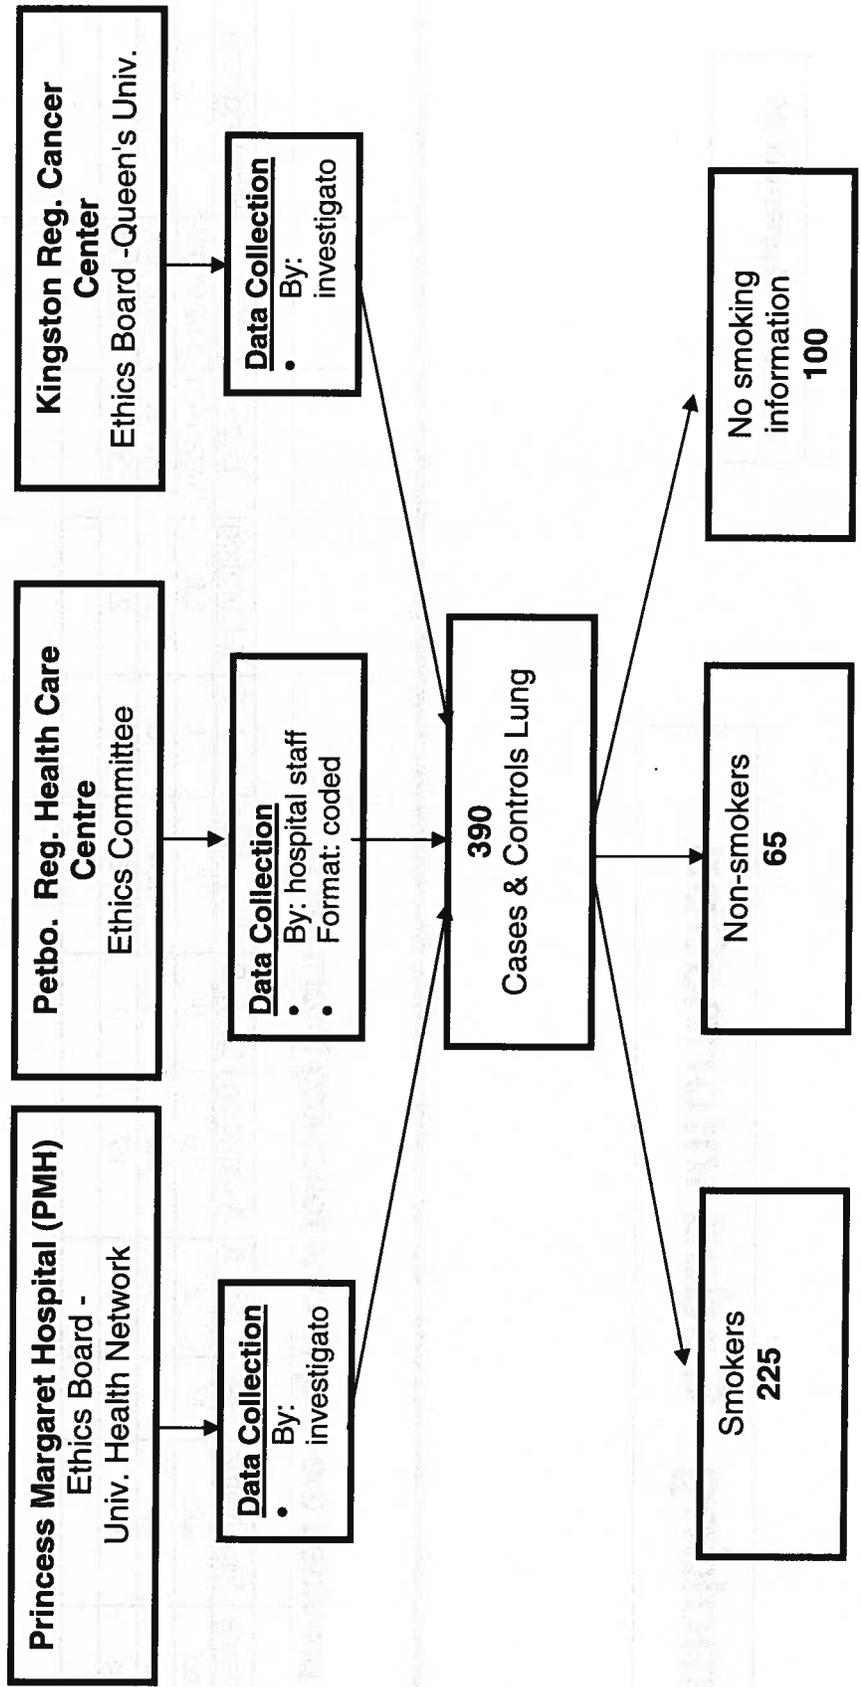 Princess Margaret Hospital (PMH)
Ethics Board -
Univ. Health Network
Petbo. Reg. Health Care
Centre
Ethics Committee
Kingston Reg. Cancer
Center
Ethics Board -Queen's Univ.
Data Collection
• By:
investigato
Data Collection
• By: hospital staff
• Format: coded
Data Collection
• By:
investigato
390
Cases & Controls Lung
Smokers
225
Non-smokers
65
No smoking
information
100